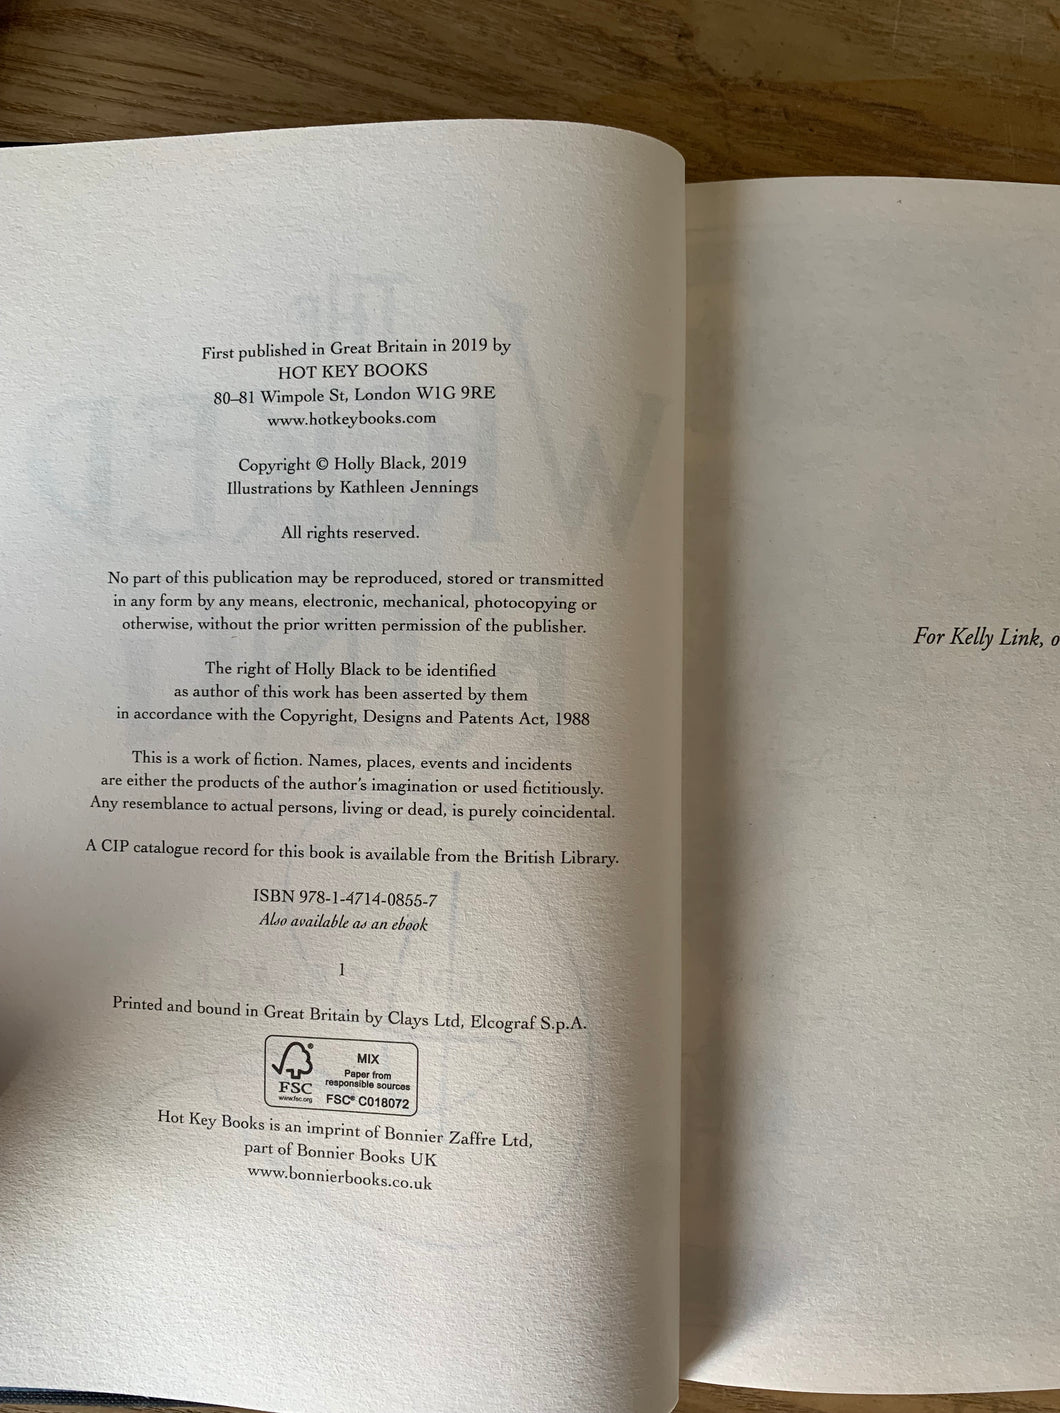 First published in Great Britain in 2019 by
HOT KEY BOOKS
80–81 Wimpole St, London W1G 9RE
www.hotkeybooks.com
Copyright © Holly Black, 2019
Illustrations by Kathleen Jennings
All rights reserved.
No part of this publication may be reproduced, stored or transmitted
in any form by any means, electronic, mechanical, photocopying or
otherwise, without the prior written permission of the publisher.
The right of Holly Black to be identified
as author of this work has been asserted by them
in accordance with the Copyright, Designs and Patents Act, 1988
This is a work of fiction. Names, places, events and incidents
are either the products of the author's imagination or used fictitiously.
Any resemblance to actual persons, living or dead, is purely coincidental.
A CIP catalogue record for this book is available from the British Library.
ISBN 978-1-4714-0855-7
Also available as an ebook
1
Printed and bound in Great Britain by Clays Ltd, Elcograf S.p.A.
FSC
www.fsc.org
MIX
Paper from
responsible sources
FSC® C018072
Hot Key Books is an imprint of Bonnier Zaffre Ltd,
part of Bonnier Books UK
www.bonnierbooks.co.uk
For Kelly Link,